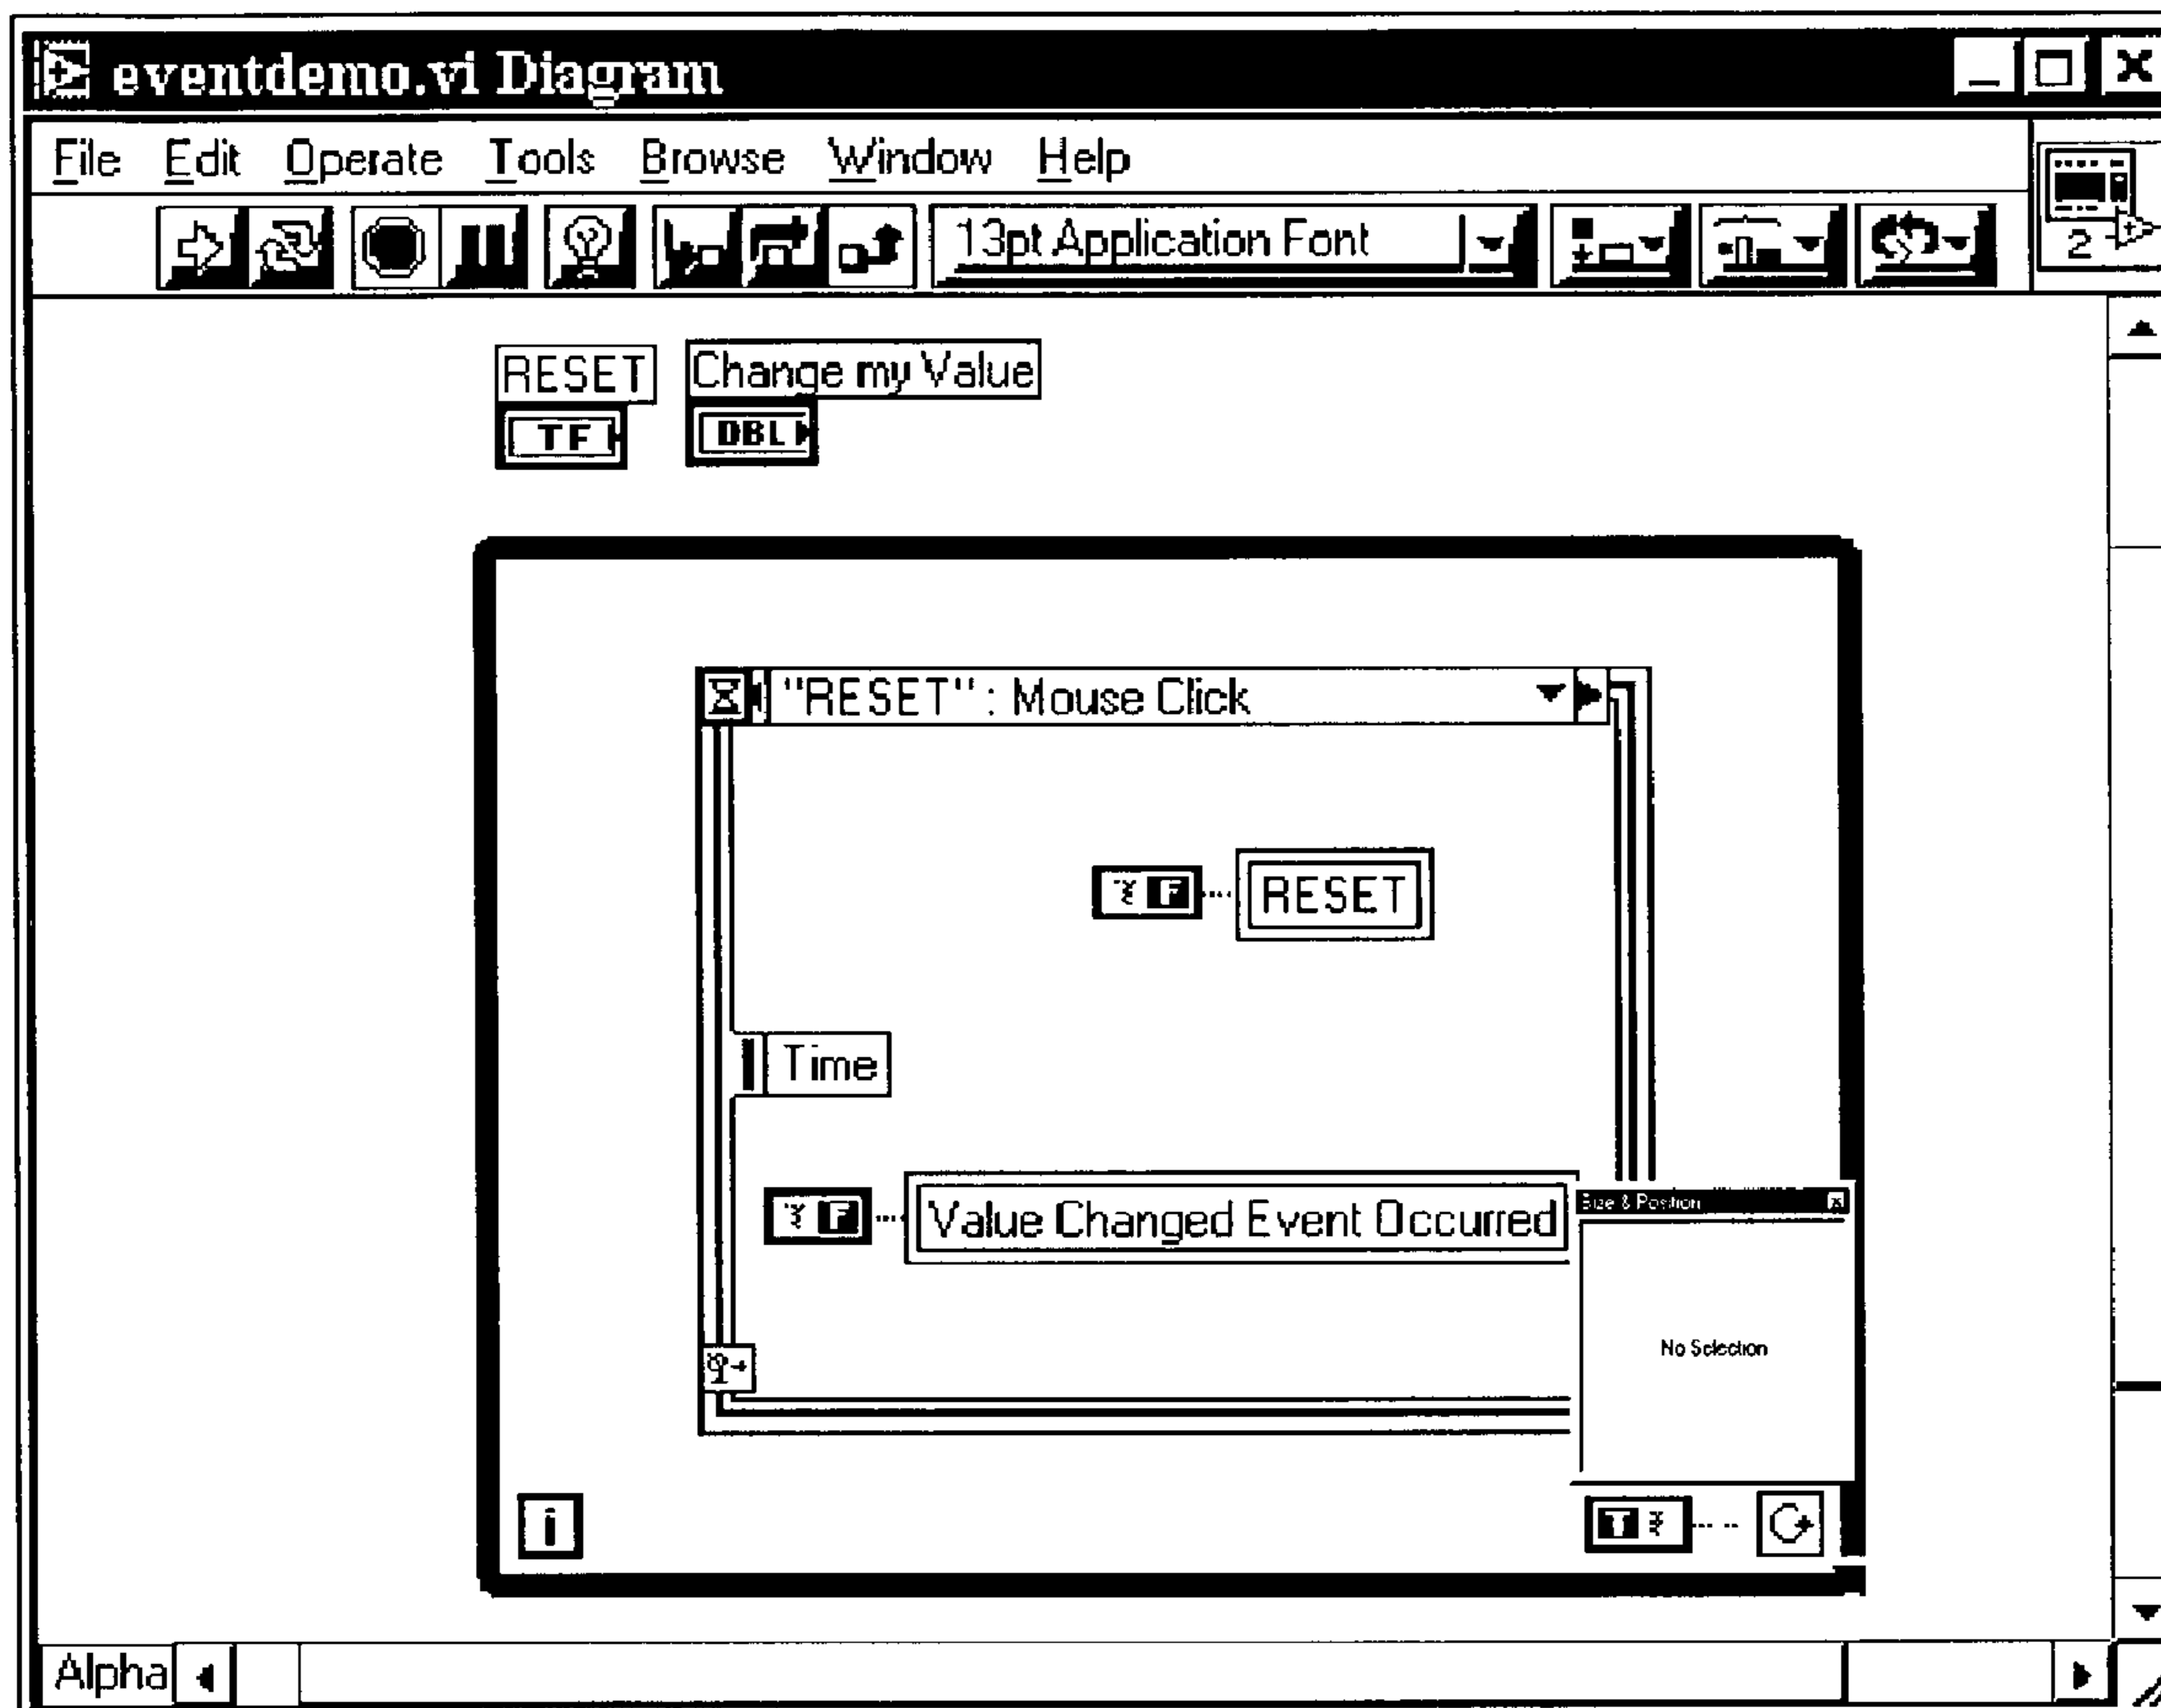 eventdemo.vi Diagram
File Edit Operate Tools Browse Window Help
13pt Application Font
2
RESET Change my Value
TF DBL
"RESET": Mouse Click
F RESET
Time
F Value Changed Event Occurred
Size & Position
No Selection
i
T
Alpha